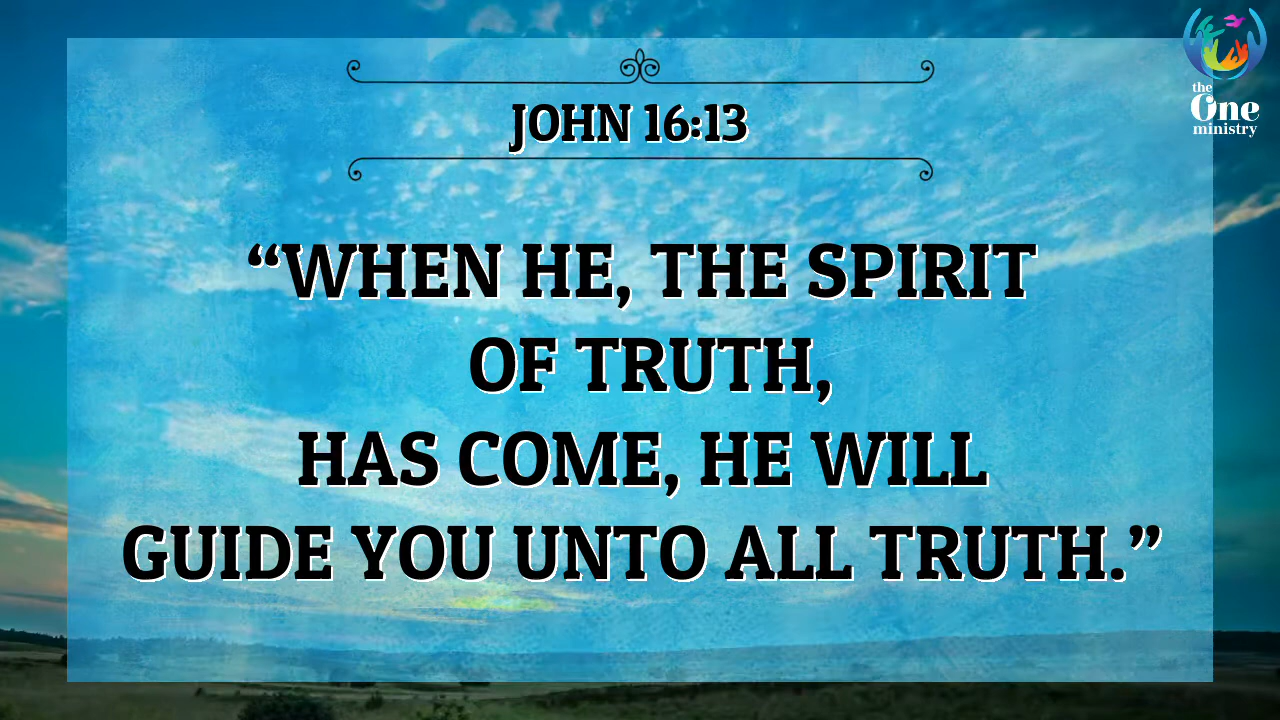 the
One
ministry
JOHN 16:13
“WHEN HE, THE SPIRIT
OF TRUTH,
HAS COME, HE WILL
GUIDE YOU UNTO ALL TRUTH.”